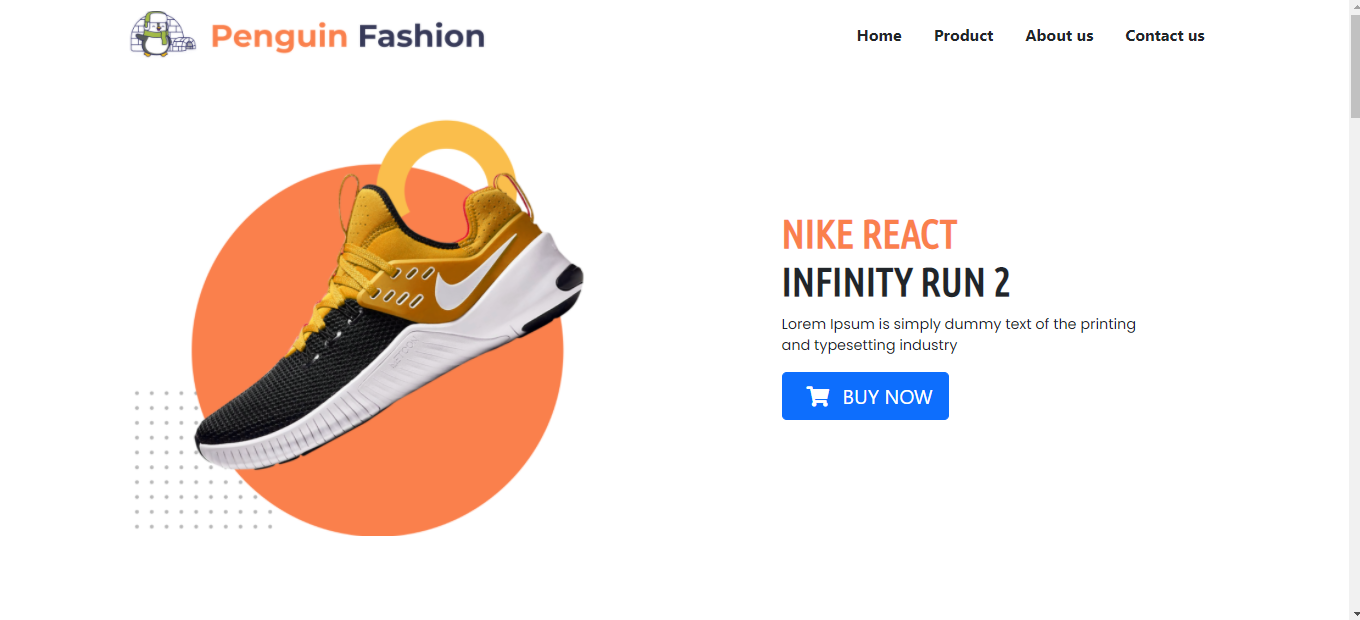 Penguin Fashion
Home Product About us Contact us
NIKE REACT
INFINITY RUN 2
Lorem Ipsum is simply dummy text of the printing
and typesetting industry
BUY NOW